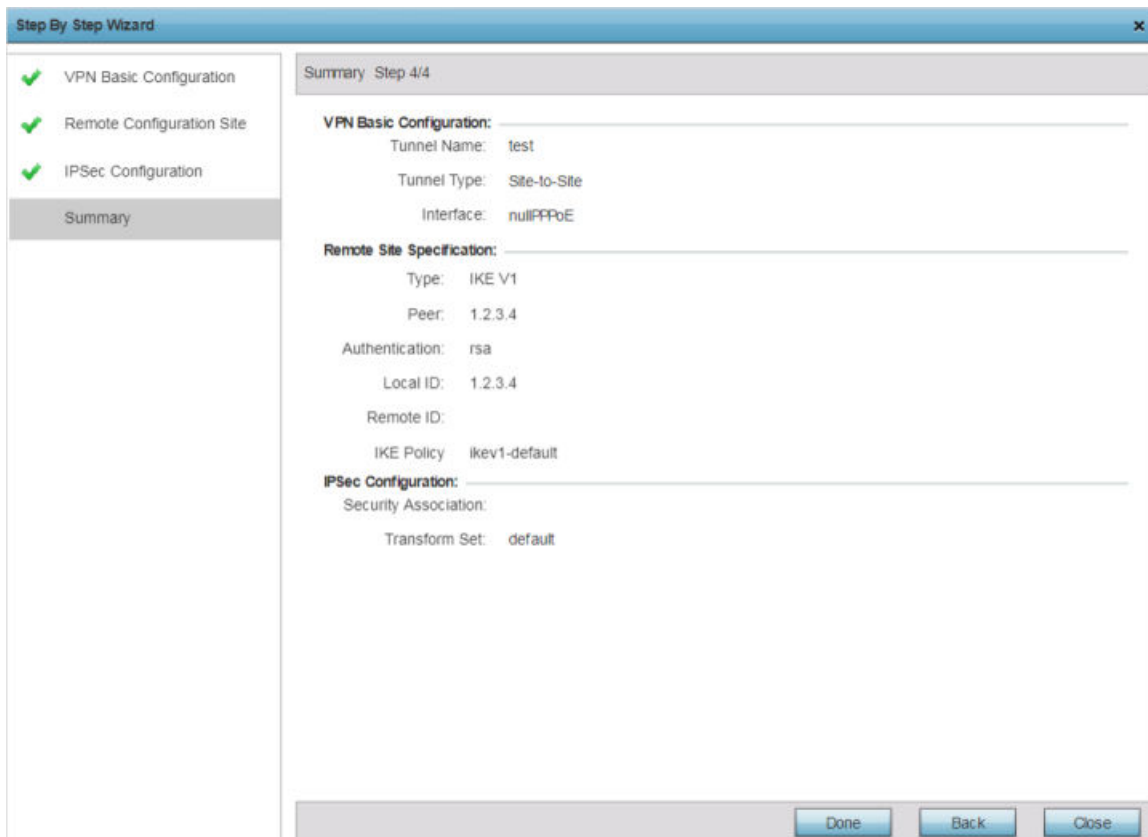 Step By Step Wizard x
VPN Basic Configuration
Remote Configuration Site
IPSec Configuration
Summary
Summary Step 4/4
VPN Basic Configuration:
Tunnel Name: test
Tunnel Type: Site-to-Site
Interface: nullPPPoE
Remote Site Specification:
Type: IKE V1
Peer: 1.2.3.4
Authentication: rsa
Local ID: 1.2.3.4
Remote ID:
IKE Policy ikev1-default
IPSec Configuration:
Security Association:
Transform Set: default
Done Back Close